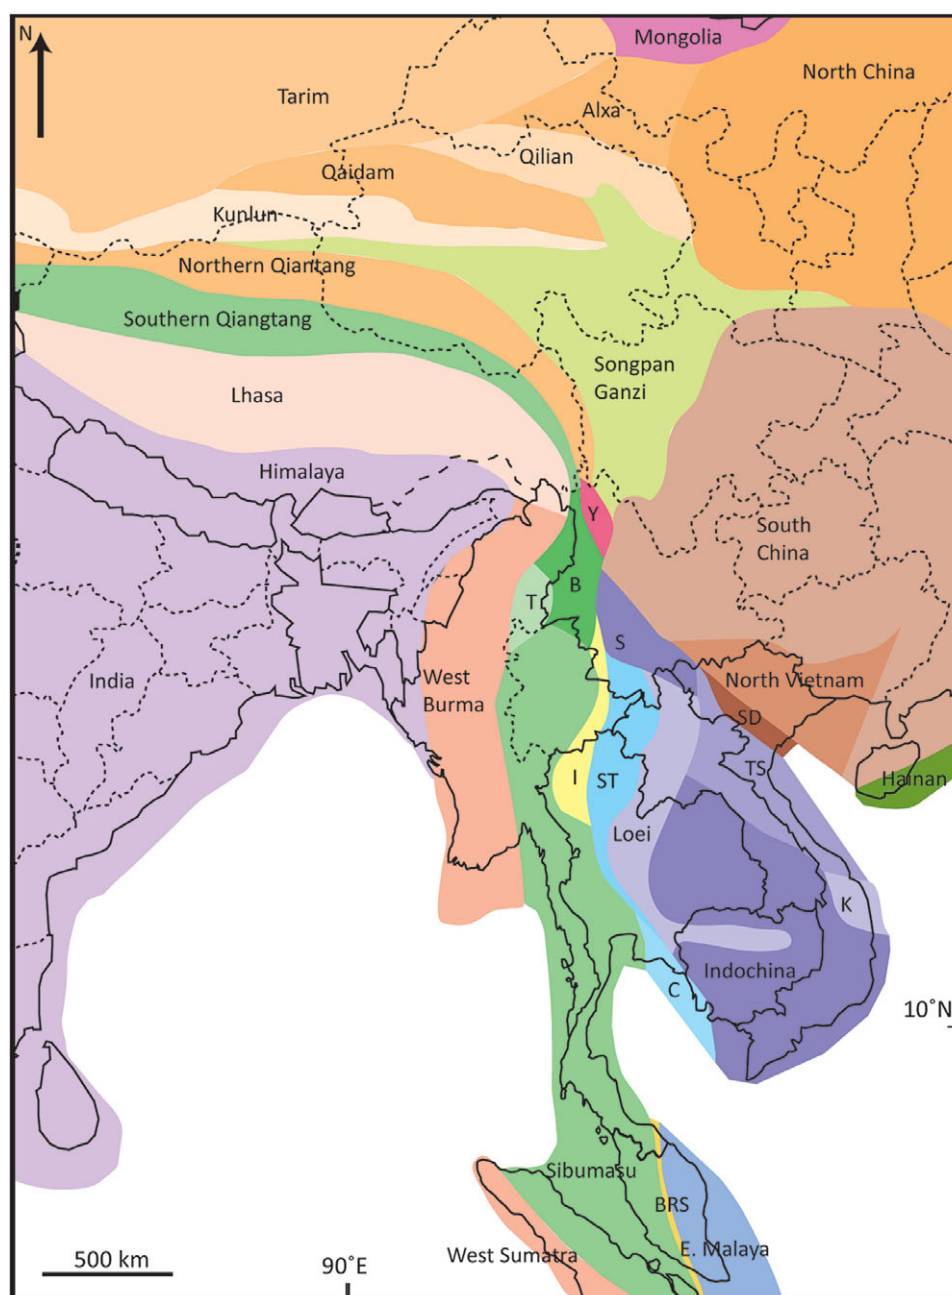 N
Mongolia
North China
Tarim
Alxa
Qilian
Qaidam
Kunlun
Northern Qiantang
Southern Qiangtang
Songpan
Ganzi
Lhasa
Himalaya
Y
South
China
B
T
S
India
West
Burma
North Vietnam
SD
TS
Hainan
I
ST
Loei
K
Indochina
C
10˚N
Sibumasu
BRS
West Sumatra
E. Malaya
500 km
90˚E